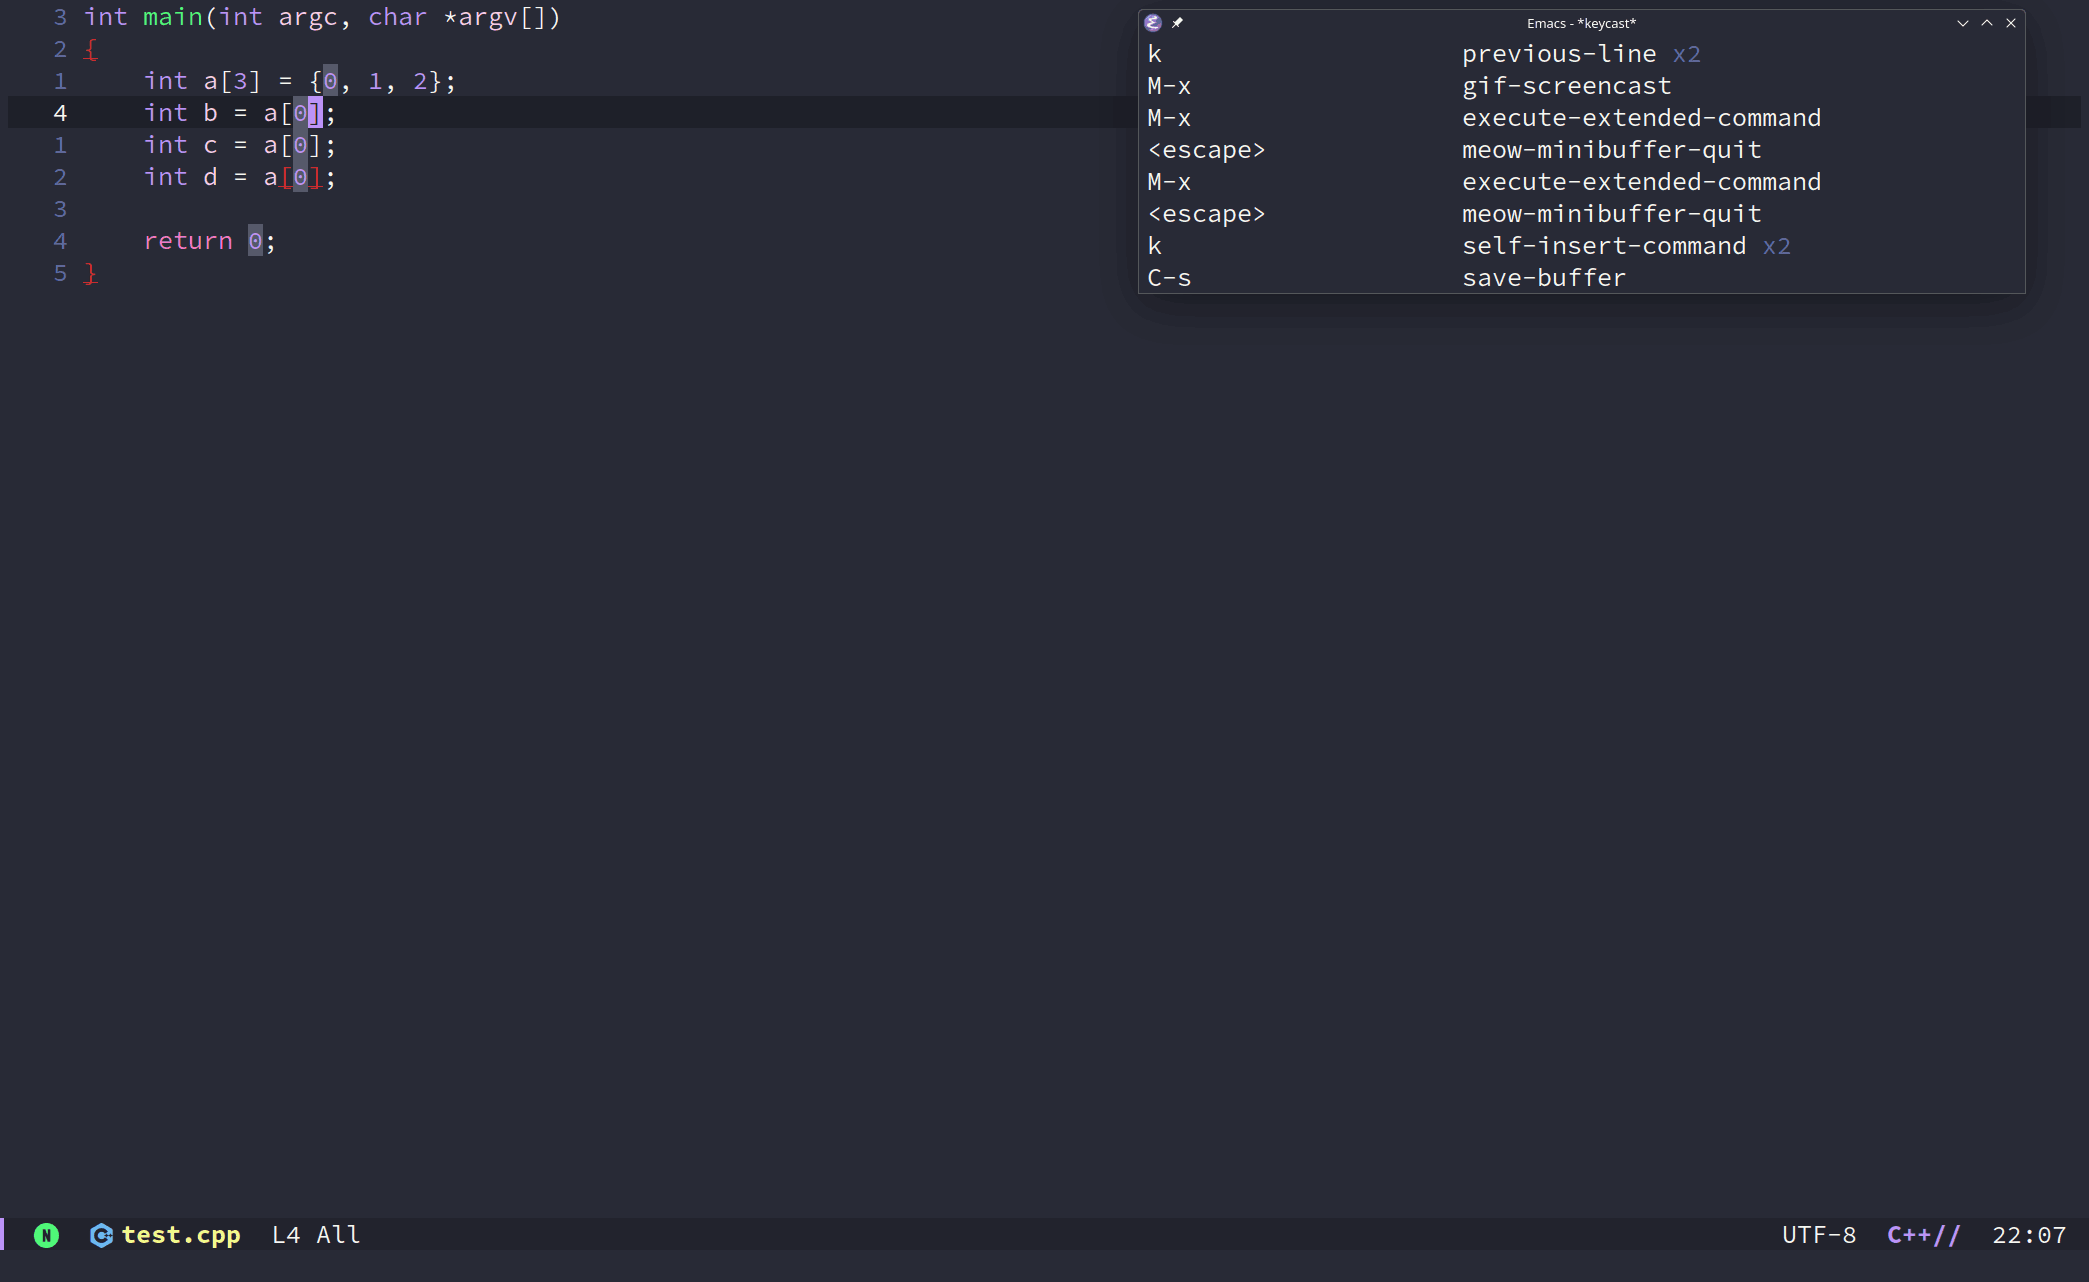 3 int main(int argc, char *argv[])
2 {
1     int a[3] = {0, 1, 2};
4     int b = a[0];
1     int c = a[0];
2     int d = a[0];
3
4     return 0;
5 }
Emacs - *keycast*
k previous-line x2
M-x gif-screencast
M-x execute-extended-command
<escape> meow-minibuffer-quit
M-x execute-extended-command
<escape> meow-minibuffer-quit
k self-insert-command x2
C-s save-buffer
N test.cpp L4 All UTF-8 C++// 22:07